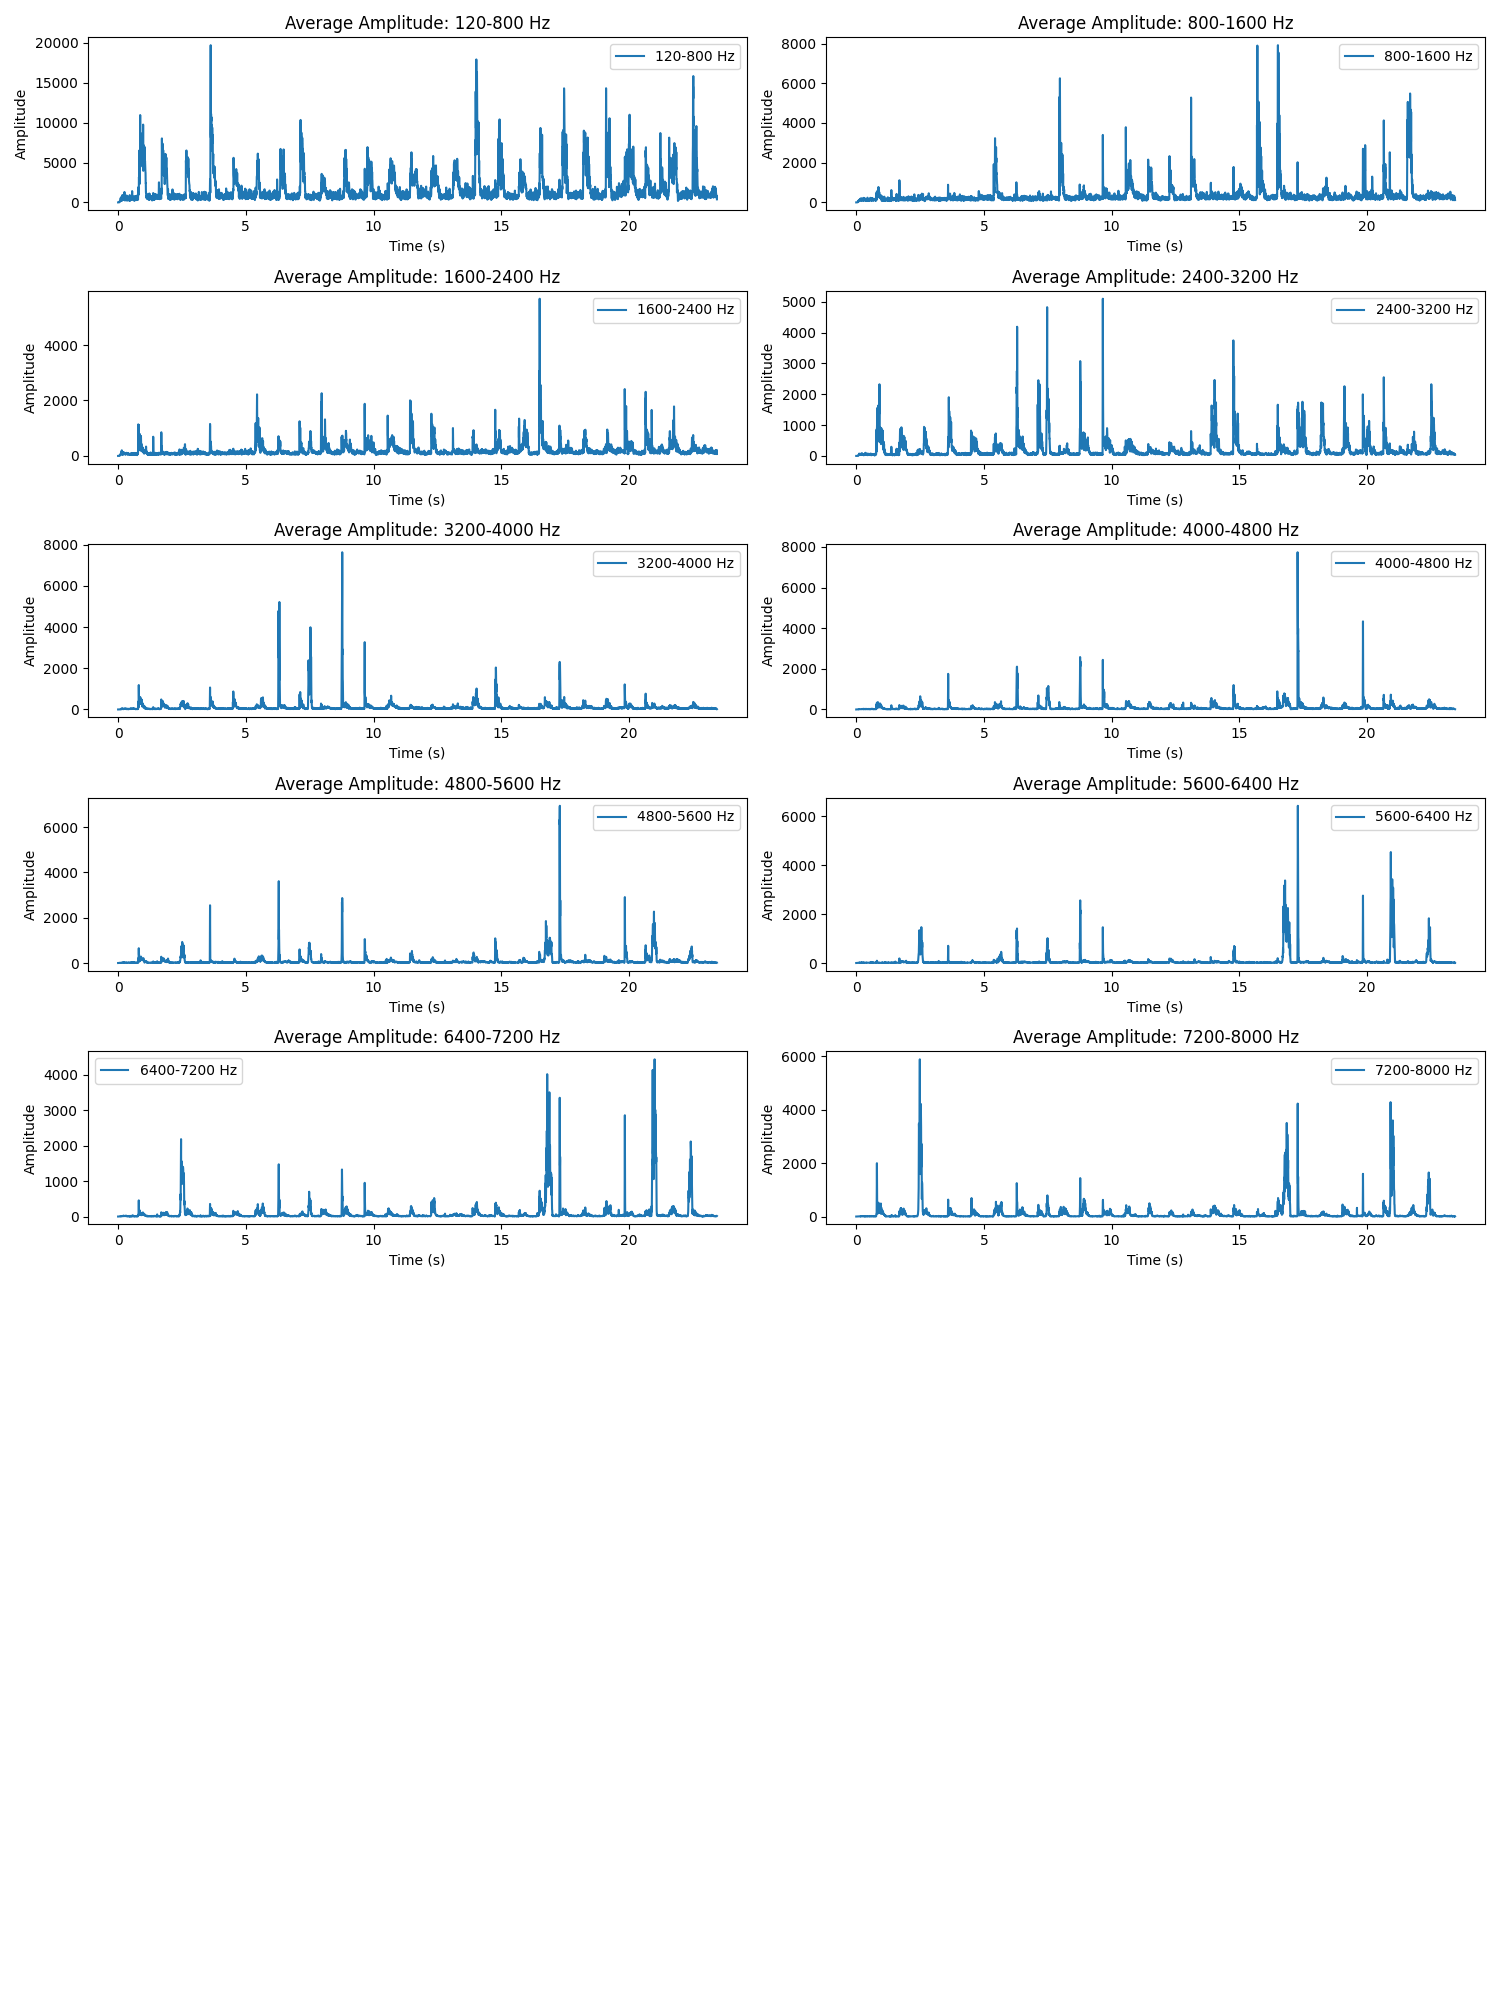 Average Amplitude: 120-800 Hz
20000
15000
10000
5000
0
Amplitude
120-800 Hz
0 5 10 15 20
Time (s)
Average Amplitude: 800-1600 Hz
8000
6000
4000
2000
0
Amplitude
800-1600 Hz
0 5 10 15 20
Time (s)
Average Amplitude: 1600-2400 Hz
4000
2000
0
Amplitude
1600-2400 Hz
0 5 10 15 20
Time (s)
Average Amplitude: 2400-3200 Hz
5000
4000
3000
2000
1000
0
Amplitude
2400-3200 Hz
0 5 10 15 20
Time (s)
Average Amplitude: 3200-4000 Hz
8000
6000
4000
2000
0
Amplitude
3200-4000 Hz
0 5 10 15 20
Time (s)
Average Amplitude: 4000-4800 Hz
8000
6000
4000
2000
0
Amplitude
4000-4800 Hz
0 5 10 15 20
Time (s)
Average Amplitude: 4800-5600 Hz
6000
4000
2000
0
Amplitude
4800-5600 Hz
0 5 10 15 20
Time (s)
Average Amplitude: 5600-6400 Hz
6000
4000
2000
0
Amplitude
5600-6400 Hz
0 5 10 15 20
Time (s)
Average Amplitude: 6400-7200 Hz
4000
3000
2000
1000
0
Amplitude
6400-7200 Hz
0 5 10 15 20
Time (s)
Average Amplitude: 7200-8000 Hz
6000
4000
2000
0
Amplitude
7200-8000 Hz
0 5 10 15 20
Time (s)